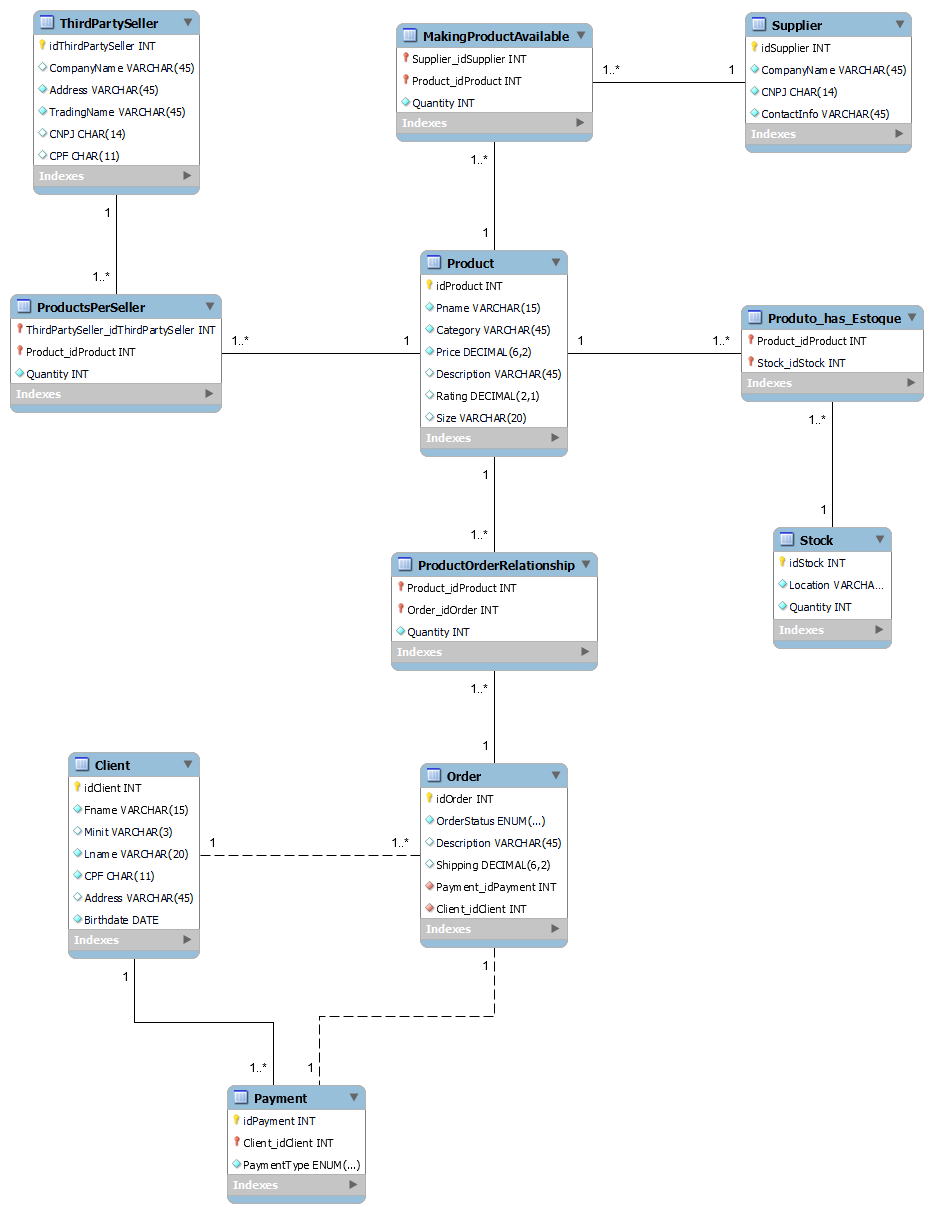 ThirdPartySeller
idThirdPartySeller INT
CompanyName VARCHAR(45)
Address VARCHAR(45)
TradingName VARCHAR(45)
CNPJ CHAR(14)
CPF CHAR(11)
Indexes
MakingProductAvailable
Supplier_idSupplier INT
Product_idProduct INT
Quantity INT
Indexes
1..*
1
Supplier
idSupplier INT
CompanyName VARCHAR(45)
CNPJ CHAR(14)
ContactInfo VARCHAR(45)
Indexes
1
1..*
1..*
1
ProductsPerSeller
ThirdPartySeller_idThirdPartySeller INT
Product_idProduct INT
Quantity INT
Indexes
1..*
1
Product
idProduct INT
Pname VARCHAR(15)
Category VARCHAR(45)
Price DECIMAL(6,2)
Description VARCHAR(45)
Rating DECIMAL(2,1)
Size VARCHAR(20)
Indexes
1
1..*
Produto_has_Estoque
Product_idProduct INT
Stock_idStock INT
Indexes
1..*
1
Stock
idStock INT
Location VARCHA...
Quantity INT
Indexes
1
1..*
ProductOrderRelationship
Product_idProduct INT
Order_idOrder INT
Quantity INT
Indexes
1..*
1
Client
idClient INT
Fname VARCHAR(15)
Minit VARCHAR(3)
Lname VARCHAR(20)
CPF CHAR(11)
Address VARCHAR(45)
Birthdate DATE
Indexes
1
1..*
Order
idOrder INT
OrderStatus ENUM(...)
Description VARCHAR(45)
Shipping DECIMAL(6,2)
Payment_idPayment INT
Client_idClient INT
Indexes
1
1
1..*
1
Payment
idPayment INT
Client_idClient INT
PaymentType ENUM(...)
Indexes